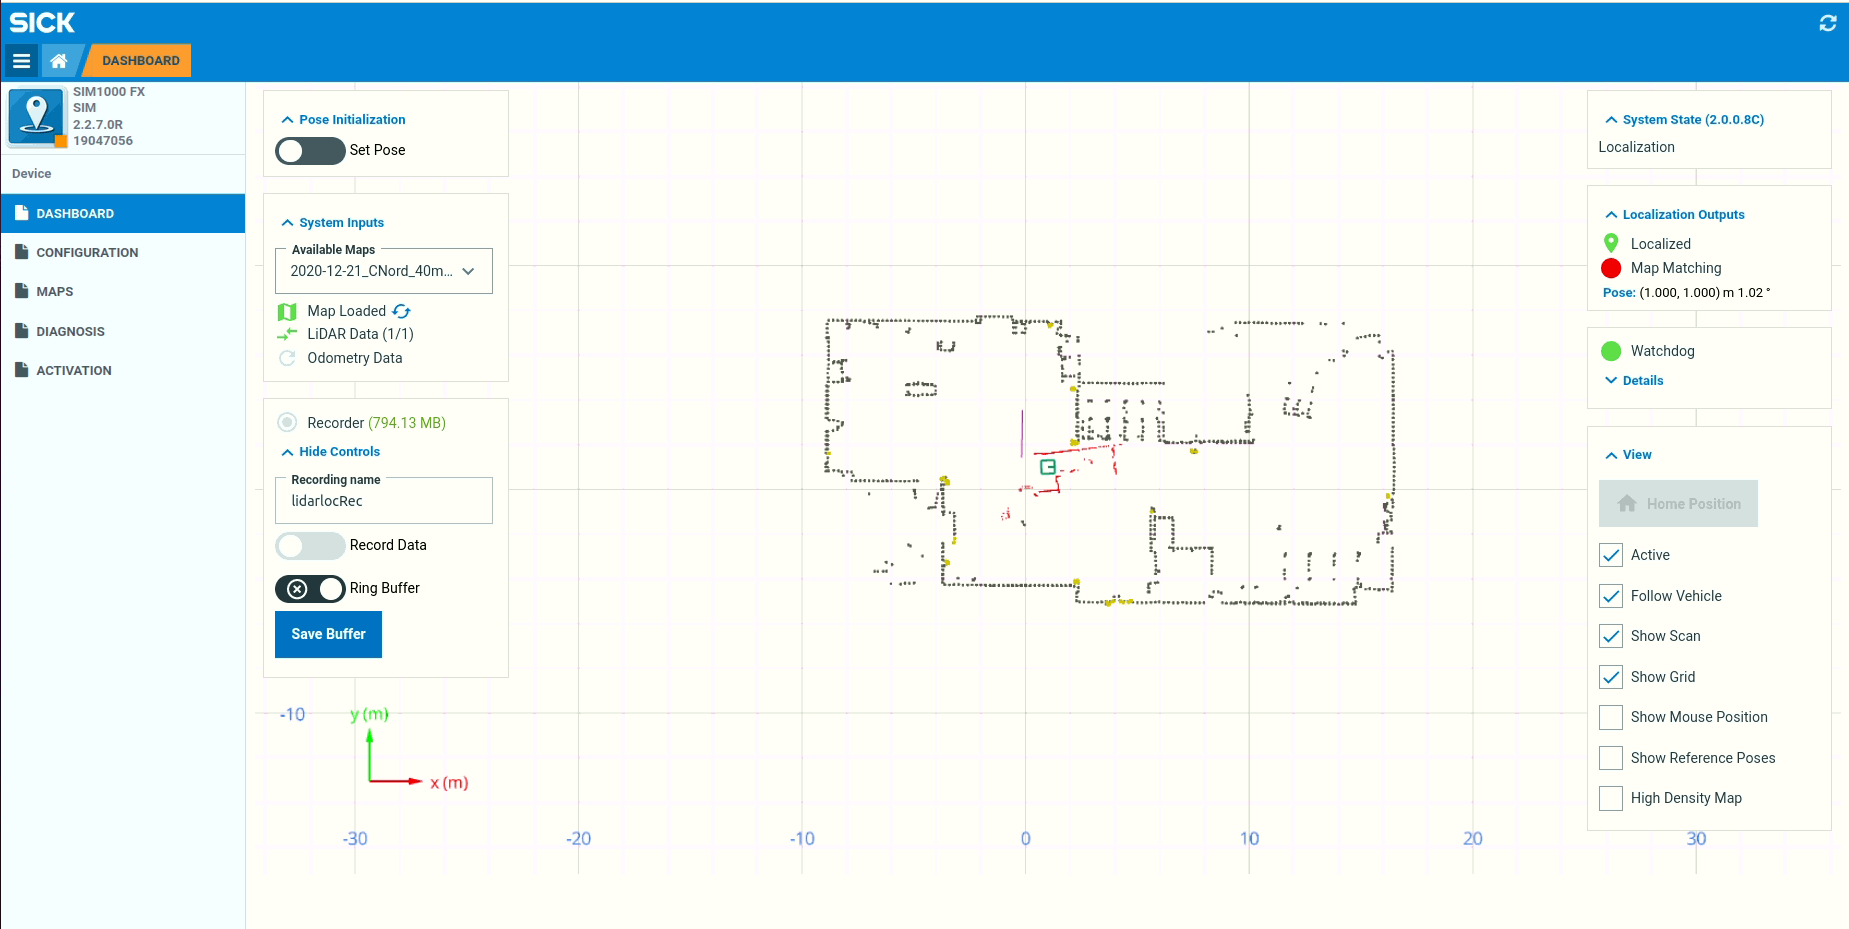 SICK
DASHBOARD
SIM1000 FX
SIM
2.2.7.0R
19047056
Device
DASHBOARD
CONFIGURATION
MAPS
DIAGNOSIS
ACTIVATION
Pose Initialization
Set Pose
System Inputs
Available Maps
2020-12-21_CNord_40m...
Map Loaded
LiDAR Data (1/1)
Odometry Data
Recorder (794.13 MB)
Hide Controls
Recording name
lidarlocRec
Record Data
Ring Buffer
Save Buffer
-10
y (m)
x (m)
-30
-20
-10
0
10
20
30
System State (2.0.0.8C)
Localization
Localization Outputs
Localized
Map Matching
Pose: (1.000, 1.000) m 1.02 °
Watchdog
Details
View
Home Position
Active
Follow Vehicle
Show Scan
Show Grid
Show Mouse Position
Show Reference Poses
High Density Map